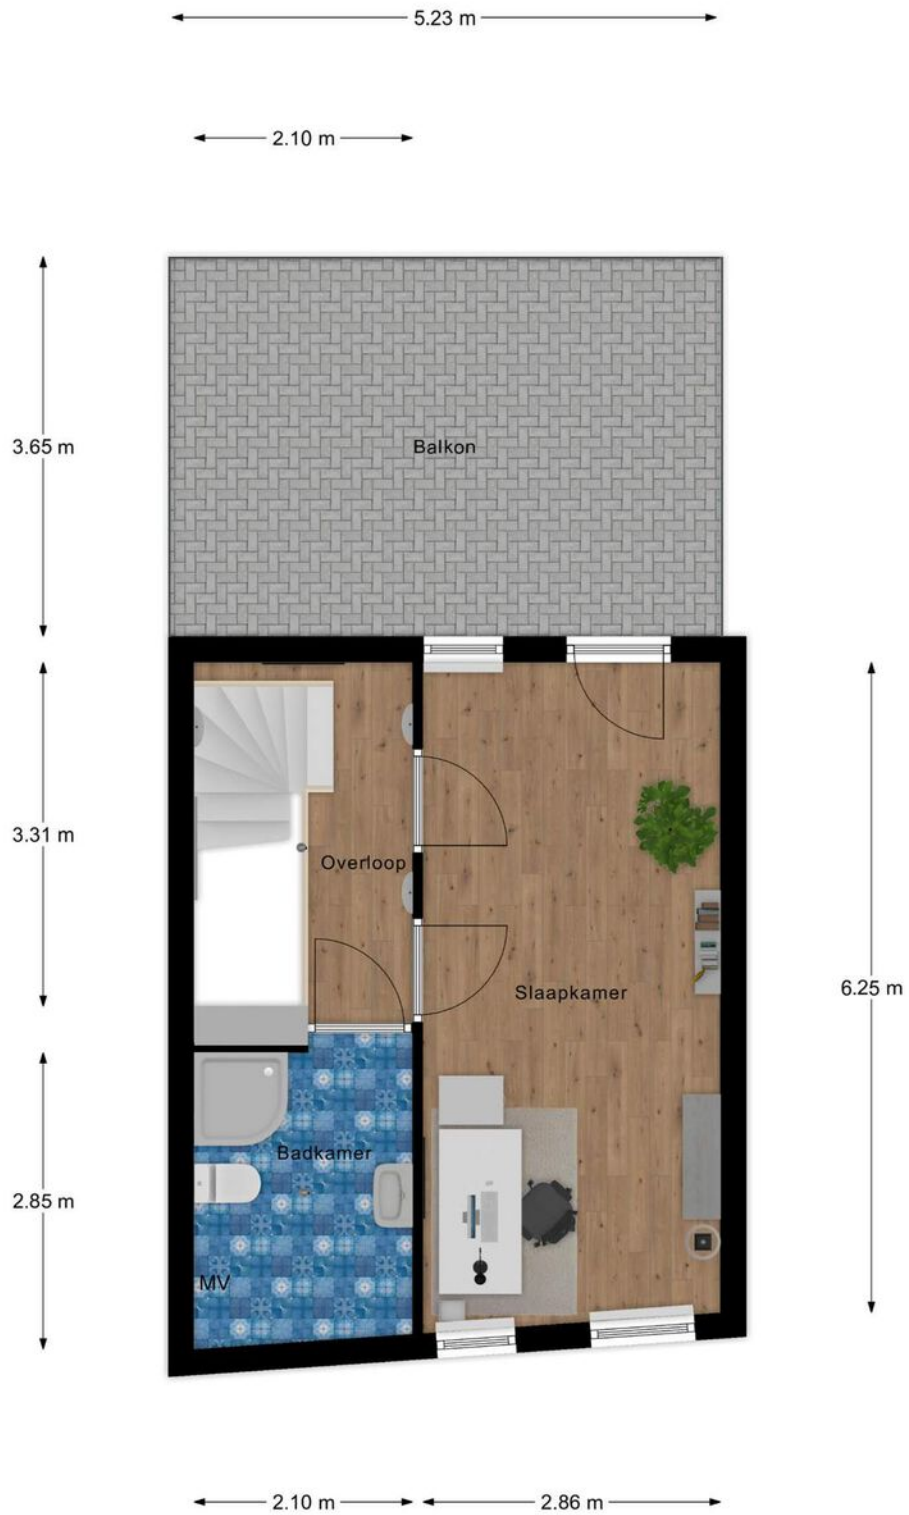 5.23 m
2.10 m
3.65 m
Balkon
3.31 m
Overloop
6.25 m
Slaapkamer
Badkamer
2.85 m
MV
2.10 m
2.86 m